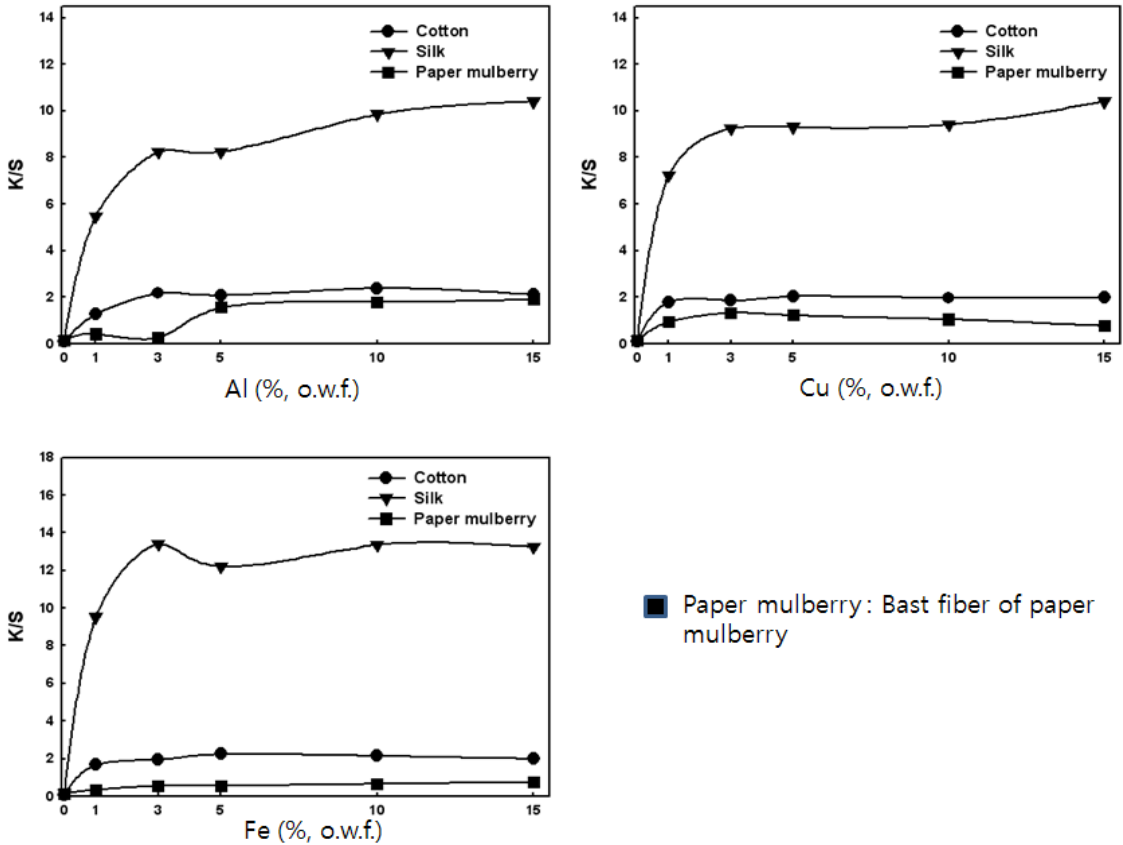 14
12
10
8
6
4
2
0
K/S
Cotton
Silk
Paper mulberry
0 1 3 5 10 15
Al (%, o.w.f.)
14
12
10
8
6
4
2
0
K/S
Cotton
Silk
Paper mulberry
0 1 3 5 10 15
Cu (%, o.w.f.)
18
16
14
12
10
8
6
4
2
0
K/S
Cotton
Silk
Paper mulberry
0 1 3 5 10 15
Fe (%, o.w.f.)
Paper mulberry : Bast fiber of paper
mulberry